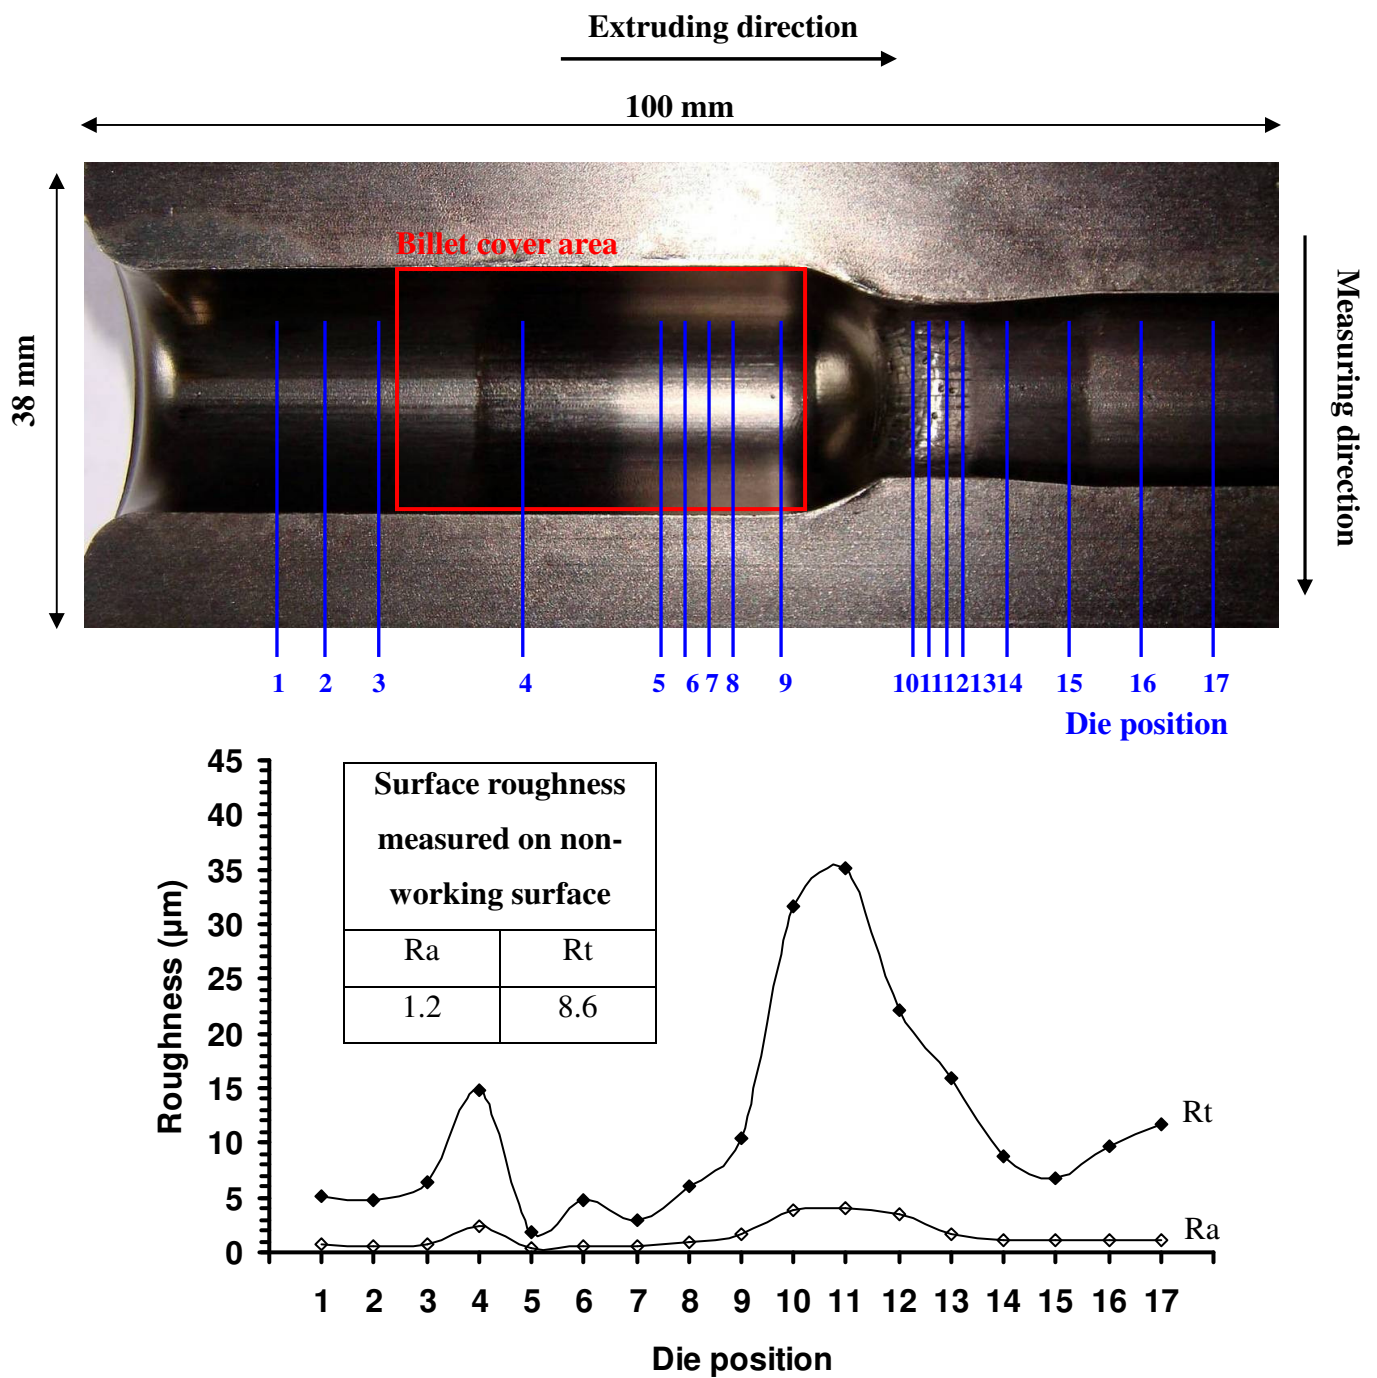 Extruding direction
100 mm
38 mm
Billet cover area
Measuring direction
1 2 3 4 5 6 7 8 9 1011121314 15 16 17
Die position
45
40
35
30
25
20
15
10
5
0
Roughness (µm)
Surface roughness
measured on non-
working surface
Ra Rt
1.2 8.6
Rt
Ra
1 2 3 4 5 6 7 8 9 10 11 12 13 14 15 16 17
Die position